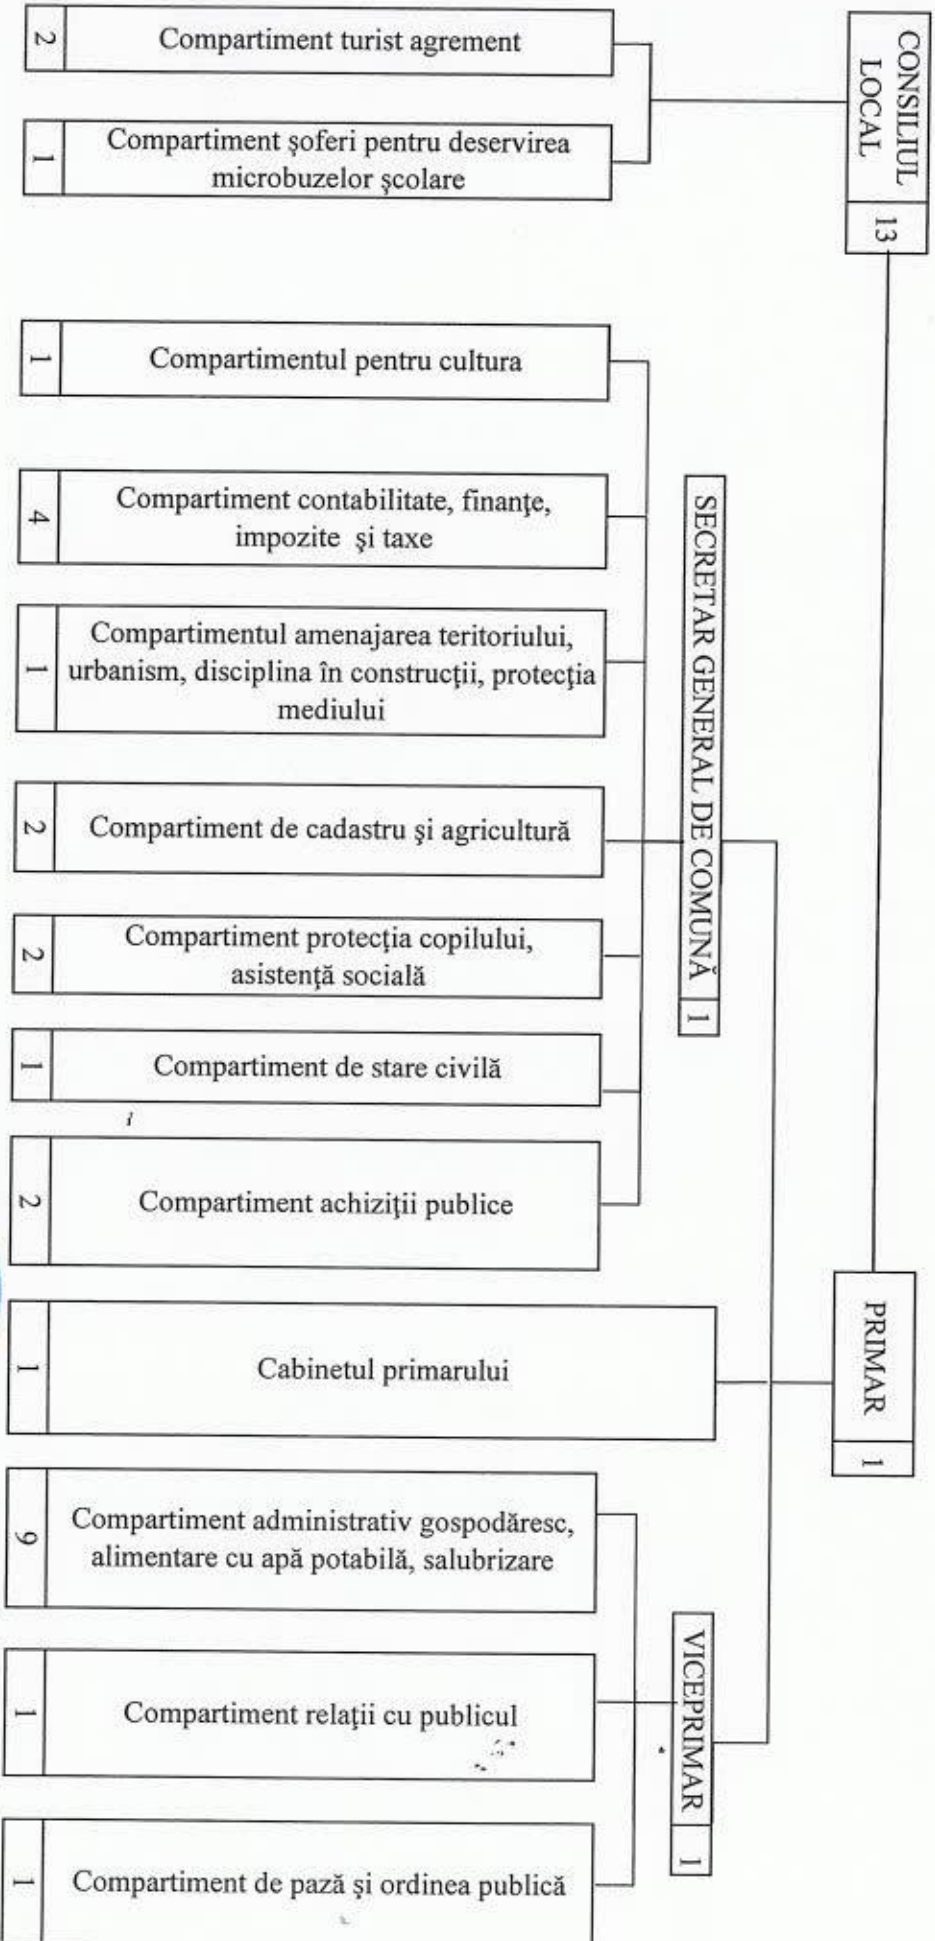 CONSILIUL
LOCAL
13
2
Compartiment turist agrement
1
Compartiment şoferi pentru deservirea
microbuzelor şcolare
PRIMAR
1
SECRETAR GENERAL DE COMUNĂ
1
1
Compartimentul pentru cultura
4
Compartiment contabilitate, finanţe,
impozite şi taxe
1
Compartimentul amenajarea teritoriului,
urbanism, disciplina în construcţii, protecţia
mediului
2
Compartiment de cadastru şi agricultură
2
Compartiment protecţia copilului,
asistenţă socială
1
Compartiment de stare civilă
2
Compartiment achiziţii publice
1
Cabinetul primarului
VICEPRIMAR
1
9
Compartiment administrativ gospodăresc,
alimentare cu apă potabilă, salubrizare
1
Compartiment relaţii cu publicul
1
Compartiment de pază şi ordinea publică